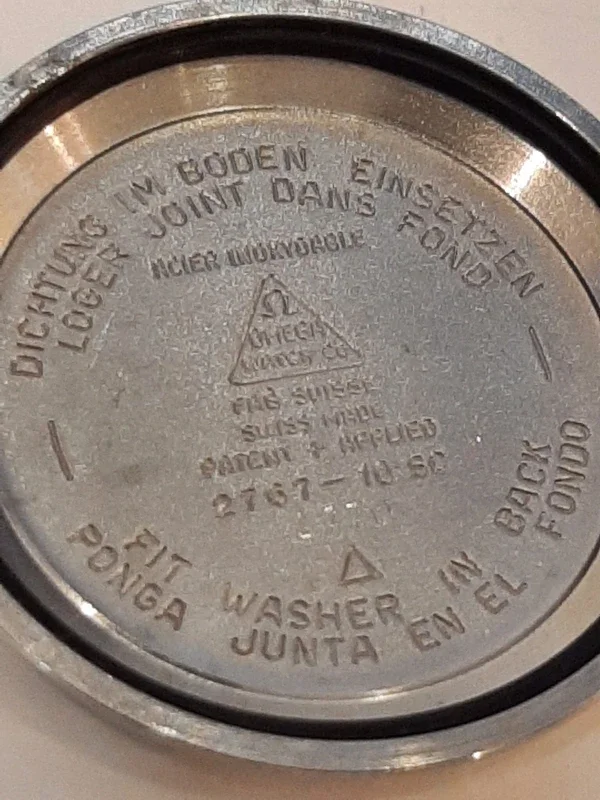 DICHTUNG IM BODEN EINSETZEN
LOGER JOINT DANS FOND
ACIER INOXYDABLE
Ω
OMEGA
WATCH CO
FAB SUISSE
SWISS MADE
PATENT + APPLIED
2767-10 SC
FIT WASHER IN BACK
PONGA JUNTA EN EL FONDO